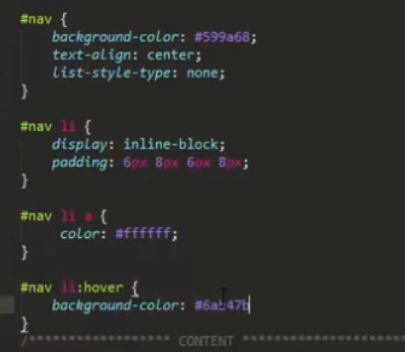 #nav {
background-color: #599a68;
text-align: center;
list-style-type: none;
}
#nav li {
display: inline-block;
padding: 6px 8px 6px 8px;
}
#nav li a {
color: #ffffff;
}
#nav li:hover {
background-color: #6ab47b
}
/******************** CONTENT ********************